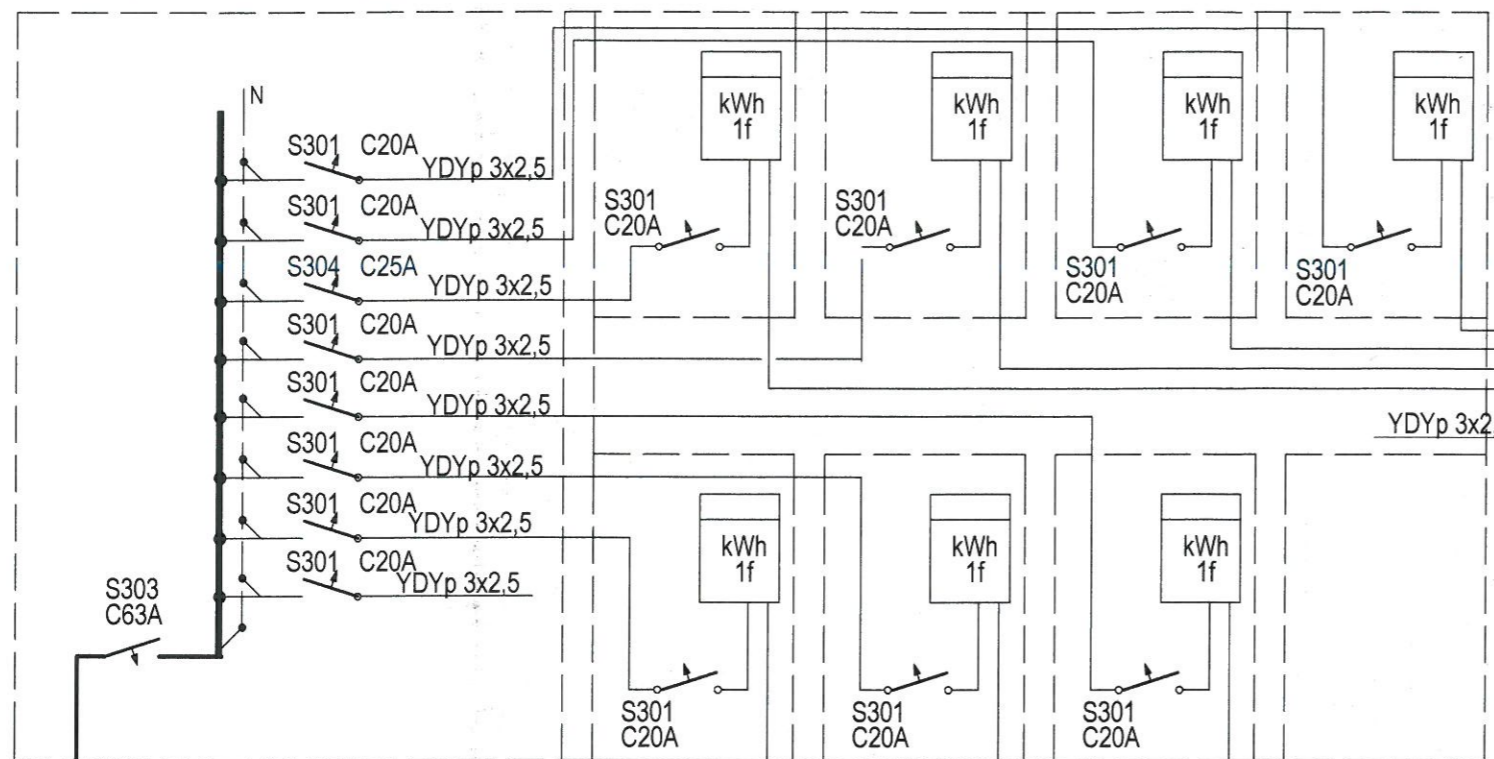 N
S301 C20A
YDYp 3x2,5
S301 C20A
YDYp 3x2,5
S304 C25A
YDYp 3x2,5
S301 C20A
YDYp 3x2,5
S301 C20A
YDYp 3x2,5
S301 C20A
YDYp 3x2,5
S301 C20A
YDYp 3x2,5
S301 C20A
YDYp 3x2,5
S303
C63A
kWh
1f
S301
C20A
kWh
1f
S301
C20A
kWh
1f
S301
C20A
kWh
1f
S301
C20A
YDYp 3x2
kWh
1f
S301
C20A
kWh
1f
S301
C20A
kWh
1f
S301
C20A